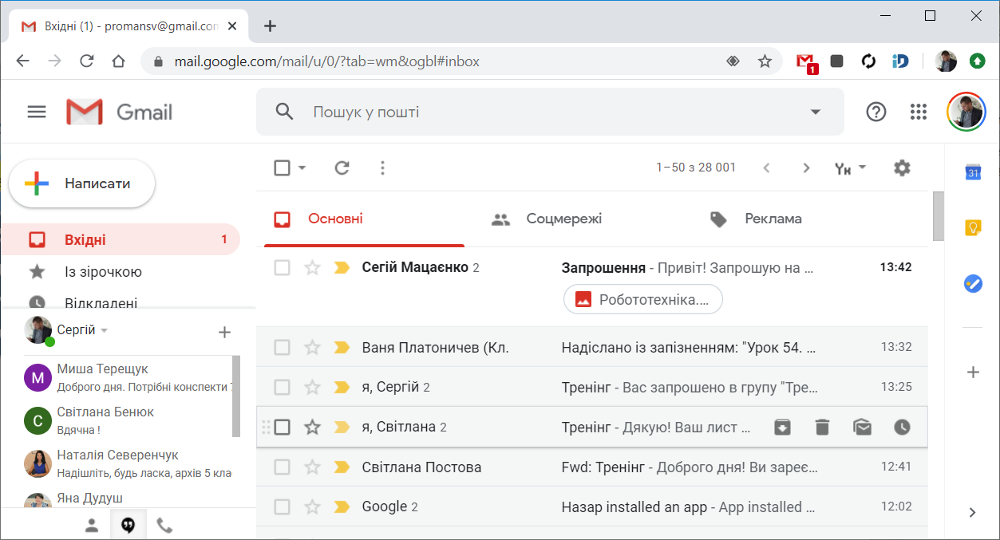 Вхідні (1) - promansv@gmail.con
mail.google.com/mail/u/0/?tab=wm&ogbl#inbox
1
Gmail
Пошук у пошті
Написати
1–50 з 28 001
Ук
31
Основні
Соцмережі
Реклама
Вхідні 1
Із зірочкою
Відкладені
Сегій Мацаєнко 2
Запрошення - Привіт! Запрошую на ...
13:42
Робототехніка....
Сергій
Ваня Платоничев (Кл.
Надіслано із запізненням: "Урок 54. ...
13:32
М
Миша Терещук
Доброго дня. Потрібні конспекти
я, Сергій 2
Тренінг - Вас запрошено в групу "Тре...
13:25
С
Світлана Бенюк
Вдячна !
я, Світлана 2
Тренінг - Дякую! Ваш лист ...
Наталія Северенчук
Надішліть, будь ласка, архів 5 кла
Світлана Постова
Fwd: Тренінг - Доброго дня! Ви зареє...
12:41
Яна Дудуш
Google 2
Назар installed an app - App installed ...
12:02